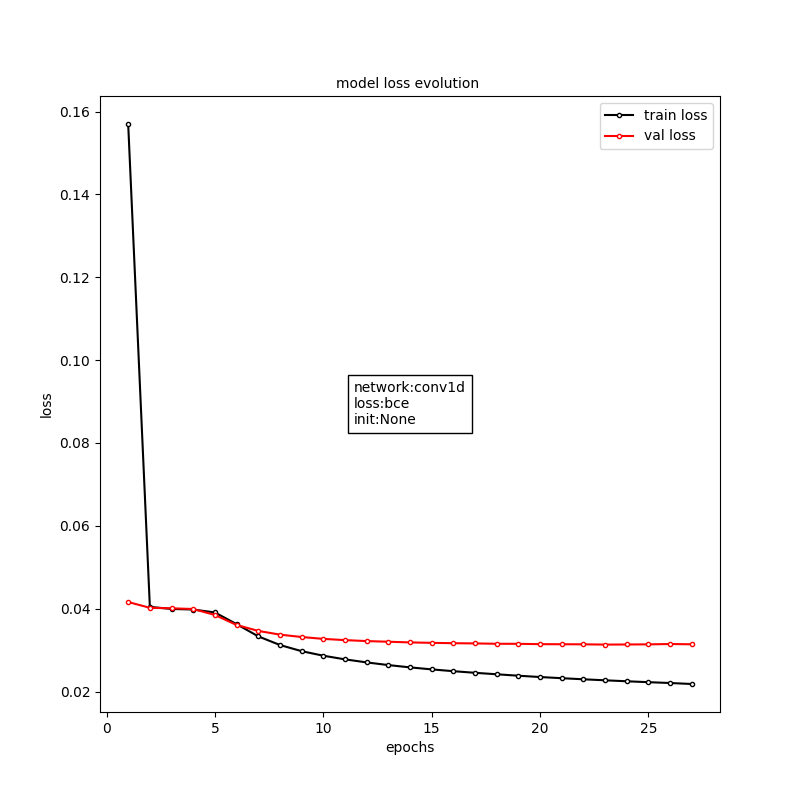 model loss evolution
train loss
val loss
0.16
0.14
0.12
0.10
0.08
0.06
0.04
0.02
loss
network:conv1d
loss:bce
init:None
0
5
10
15
20
25
epochs